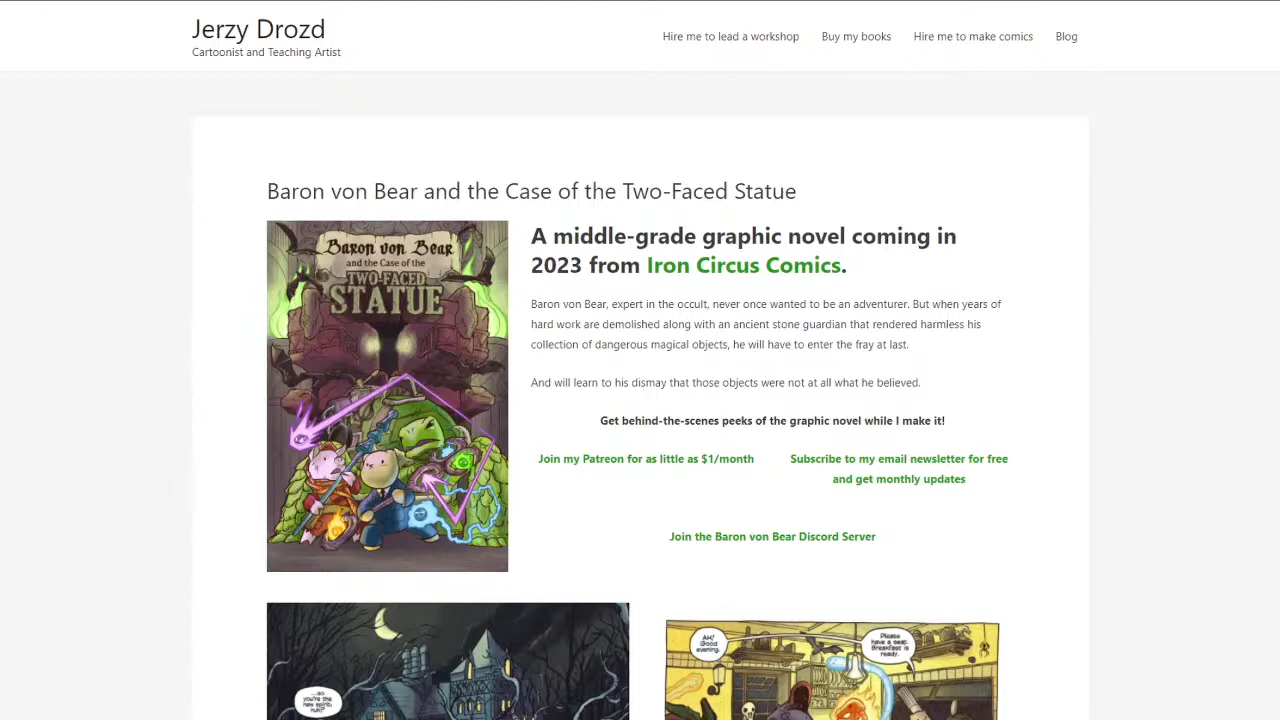 Jerzy Drozd
Cartoonist and Teaching Artist
Hire me to lead a workshop
Buy my books
Hire me to make comics
Blog
Baron von Bear and the Case of the Two-Faced Statue
Baron von Bear
and the Case of the
TWO-FACED
STATUE
A middle-grade graphic novel coming in
2023 from Iron Circus Comics.
Baron von Bear, expert in the occult, never once wanted to be an adventurer. But when years of
hard work are demolished along with an ancient stone guardian that rendered harmless his
collection of dangerous magical objects, he will have to enter the fray at last.
And will learn to his dismay that those objects were not at all what he believed.
Get behind-the-scenes peeks of the graphic novel while I make it!
Join my Patreon for as little as $1/month
Subscribe to my email newsletter for free
and get monthly updates
Join the Baron von Bear Discord Server
...so
you're the
new spirit,
huh?
AH!
Good
evening.
Please
have a seat.
Breakfast is
ready.